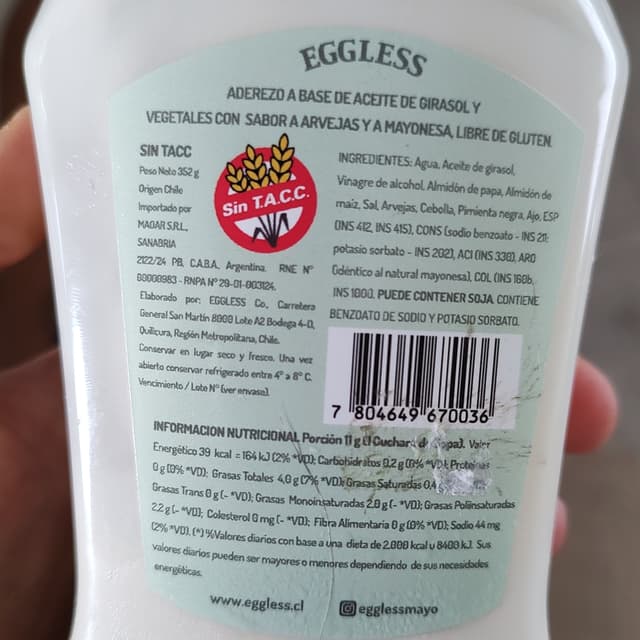 EGGLESS
ADEREZO A BASE DE ACEITE DE GIRASOL Y
VEGETALES CON SABOR A ARVEJAS Y A MAYONESA, LIBRE DE GLUTEN.
SIN TACC
Peso Neto 352 g
Origen Chile
Importado por
MAGAR S.R.L.,
SANABRIA
2122/24 PB, C.A.B.A., Argentina. RNE N°
00000983 - RNPA N° 29-01-003124.
Elaborado por: EGGLESS Co., Carretera
General San Martín 8000 Lote A2 Bodega 4-D,
Quilicura, Región Metropolitana, Chile.
Conservar en lugar seco y fresco. Una vez
abierto conservar refrigerado entre 4° a 8° C.
Vencimiento / Lote N° (ver envase).
Sin T.A.C.C.
INGREDIENTES: Agua, Aceite de girasol,
Vinagre de alcohol, Almidón de papa, Almidón de
maíz, Sal, Arvejas, Cebolla, Pimienta negra, Ajo, ESP
(INS 412, INS 415), CONS (sodio benzoato - INS 211;
potasio sorbato - INS 202), ACI (INS 330), ARO
(idéntico al natural mayonesa), COL (INS 160b,
INS 100i). PUEDE CONTENER SOJA. CONTIENE
BENZOATO DE SODIO Y POTASIO SORBATO.
7 804649 670036
INFORMACION NUTRICIONAL Porción 11 g (1 Cuchara de sopa). Valor
Energético 39 kcal = 164 kJ (2% *VD); Carbohidratos 0,2 g (0% *VD); Proteínas
0 g (0% *VD); Grasas Totales 4,0 g (7% *VD); Grasas Saturadas 0,4
Grasas Trans 0 g (- *VD); Grasas Monoinsaturadas 2,0 g (- *VD); Grasas Poliinsaturadas
2,2 g (- *VD); Colesterol 0 mg (- *VD); Fibra Alimentaria 0 g (0% *VD); Sodio 44 mg
(2% *VD). (*) %Valores diarios con base a una dieta de 2.000 kcal u 8400 kJ. Sus
valores diarios pueden ser mayores o menores dependiendo de sus necesidades
energéticas.
www.eggless.cl
egglessmayo